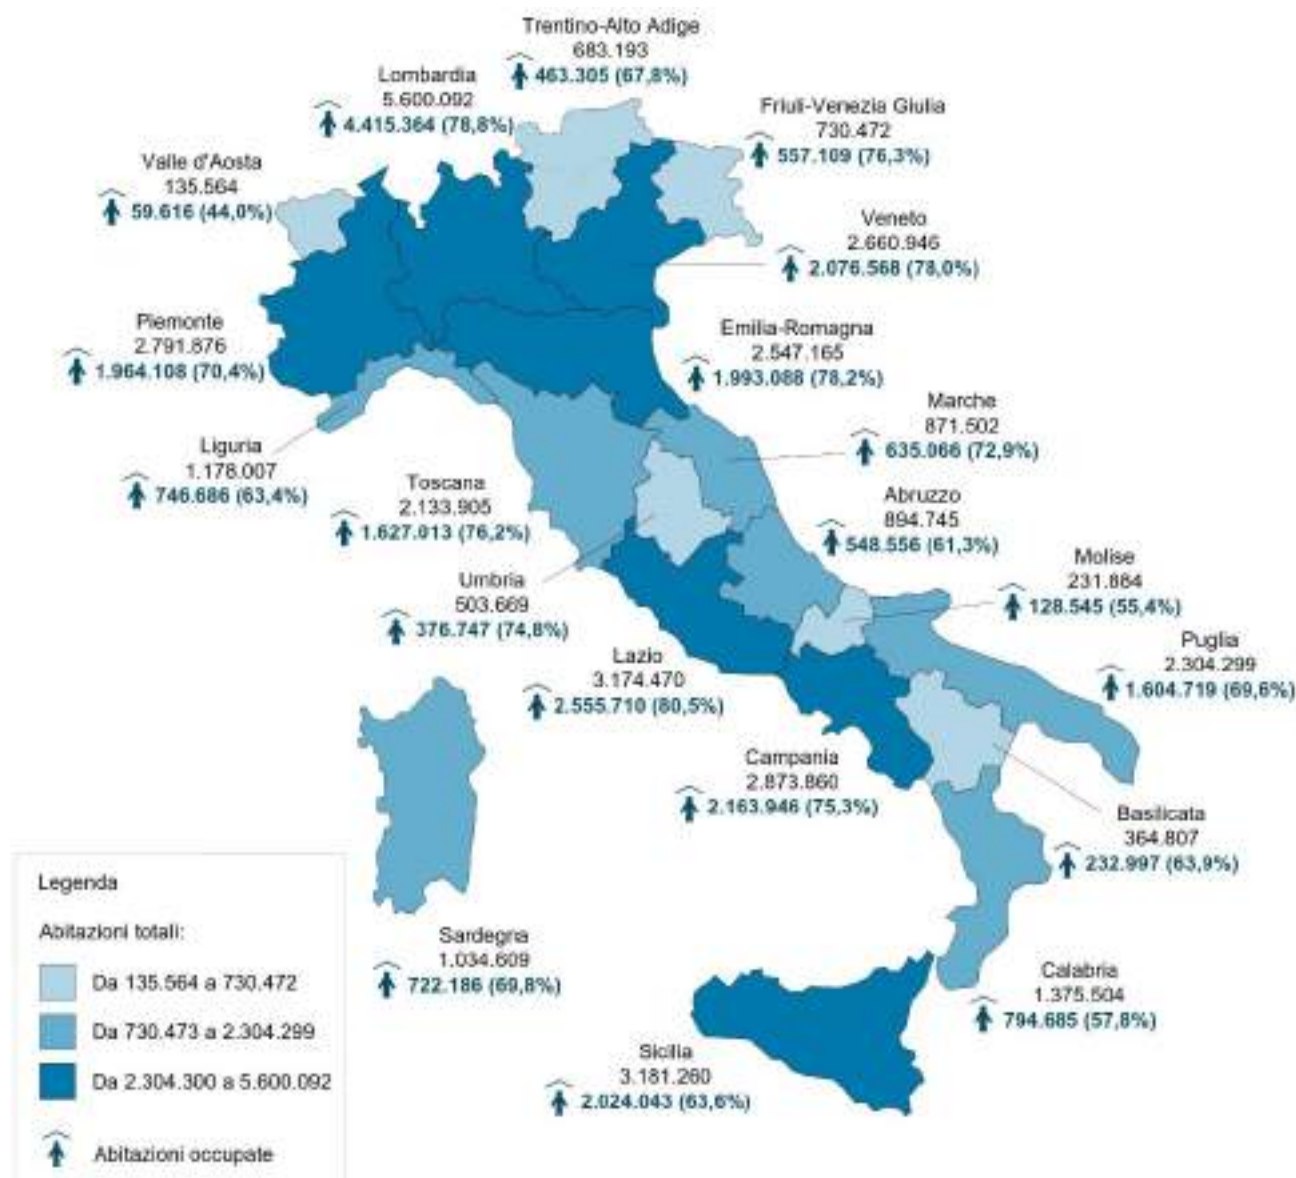 Trentino-Alto Adige
683.193
463.305 (67,8%)
Lombardia
5.600.092
4.415.364 (78,8%)
Friuli-Venezia Giulia
730.472
557.109 (76,3%)
Valle d'Aosta
135.564
59.616 (44,0%)
Veneto
2.660.946
2.076.568 (78,0%)
Piemonte
2.791.876
1.964.108 (70,4%)
Emilia-Romagna
2.547.165
1.993.088 (78,2%)
Marche
871.502
635.066 (72,9%)
Liguria
1.178.007
746.686 (63,4%)
Toscana
2.133.905
1.627.013 (76,2%)
Abruzzo
894.745
548.556 (61,3%)
Molise
231.884
128.545 (55,4%)
Umbria
503.669
376.747 (74,8%)
Puglia
2.304.299
1.604.719 (69,6%)
Lazio
3.174.470
2.555.710 (80,5%)
Campania
2.873.860
2.163.946 (75,3%)
Basilicata
364.807
232.997 (63,9%)
Sardegna
1.034.609
722.186 (69,8%)
Calabria
1.375.504
794.685 (57,8%)
Sicilia
3.181.260
2.024.043 (63,6%)
Legenda
Abitazioni totali:
Da 135.564 a 730.472
Da 730.473 a 2.304.299
Da 2.304.300 a 5.600.092
Abitazioni occupate